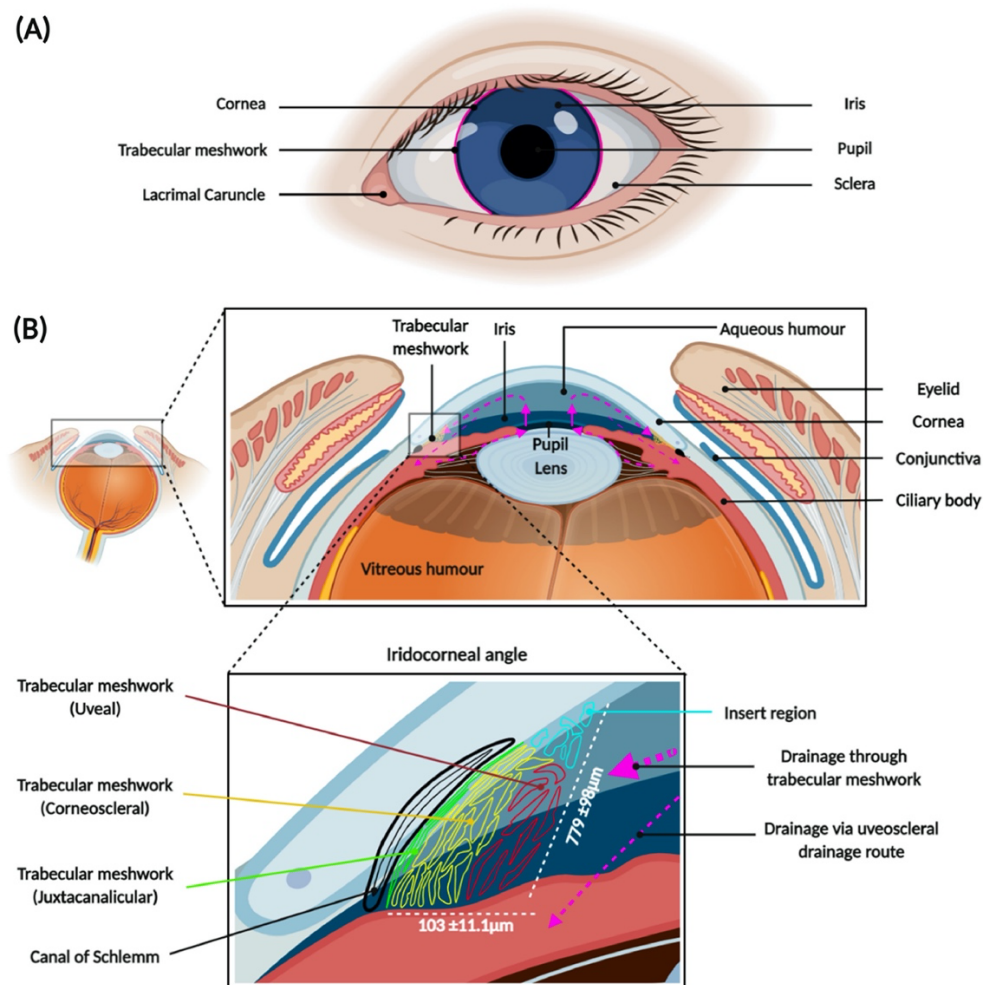 (A)
Cornea
Trabecular meshwork
Lacrimal Caruncle
Iris
Pupil
Sclera
(B)
Trabecular
meshwork
Iris
Aqueous humour
Eyelid
Cornea
Conjunctiva
Ciliary body
Pupil
Lens
Vitreous humour
Iridocorneal angle
Trabecular meshwork
(Uveal)
Trabecular meshwork
(Corneoscleral)
Trabecular meshwork
(Juxtacanalicular)
Canal of Schlemm
Insert region
Drainage through
trabecular meshwork
Drainage via uveoscleral
drainage route
779 ±98µm
103 ±11.1µm